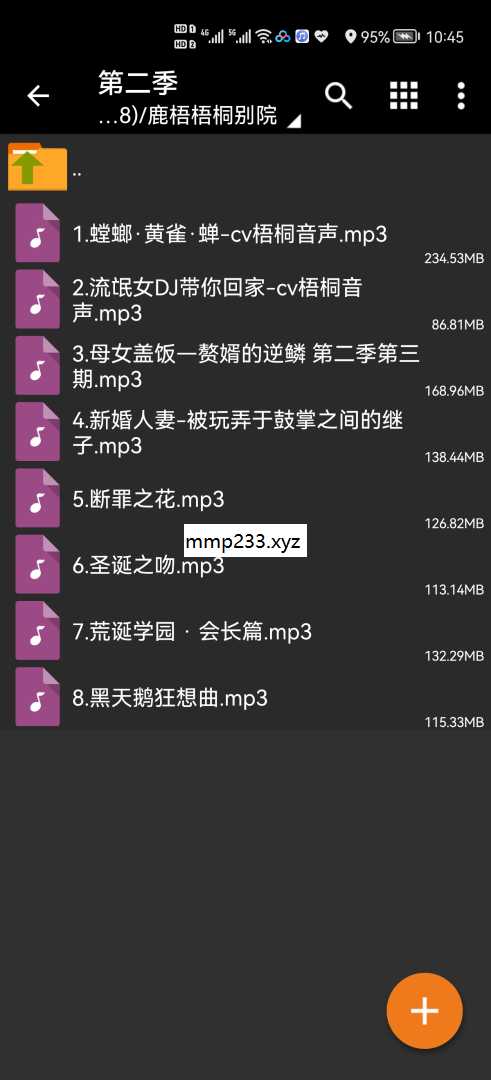 HD 1 4G 5G 95% 10:45
HD 2
第二季
...8)/鹿梧梧桐别院
..
1.螳螂·黄雀·蝉-cv梧桐音声.mp3
234.53MB
2.流氓女DJ带你回家-cv梧桐音
声.mp3
86.81MB
3.母女盖饭一赘婿的逆鳞 第二季第三
期.mp3
168.96MB
4.新婚人妻-被玩弄于鼓掌之间的继
子.mp3
138.44MB
5.断罪之花.mp3
126.82MB
mmp233.xyz
6.圣诞之吻.mp3
113.14MB
7.荒诞学园 · 会长篇.mp3
132.29MB
8.黑天鹅狂想曲.mp3
115.33MB